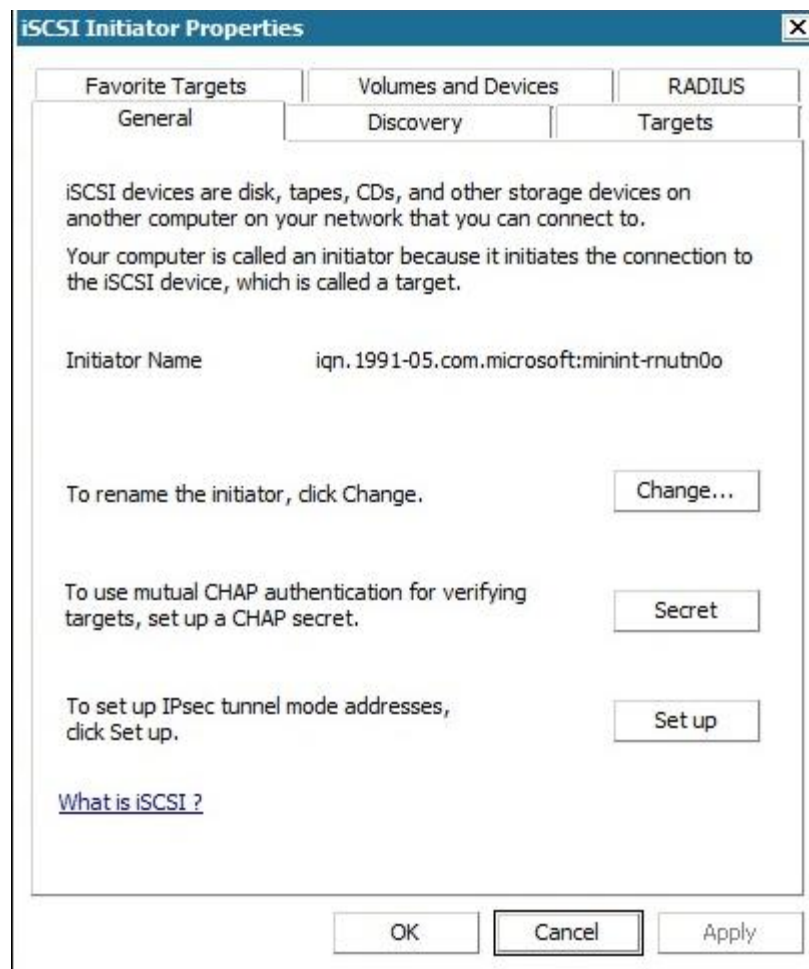 iSCSI Initiator Properties
Favorite Targets
Volumes and Devices
RADIUS
General
Discovery
Targets
iSCSI devices are disk, tapes, CDs, and other storage devices on
another computer on your network that you can connect to.
Your computer is called an initiator because it initiates the connection to
the iSCSI device, which is called a target.
Initiator Name
iqn.1991-05.com.microsoft:minint-rnutn0o
To rename the initiator, click Change.
Change...
To use mutual CHAP authentication for verifying
targets, set up a CHAP secret.
Secret
To set up IPsec tunnel mode addresses,
click Set up.
Set up
What is iSCSI ?
OK
Cancel
Apply